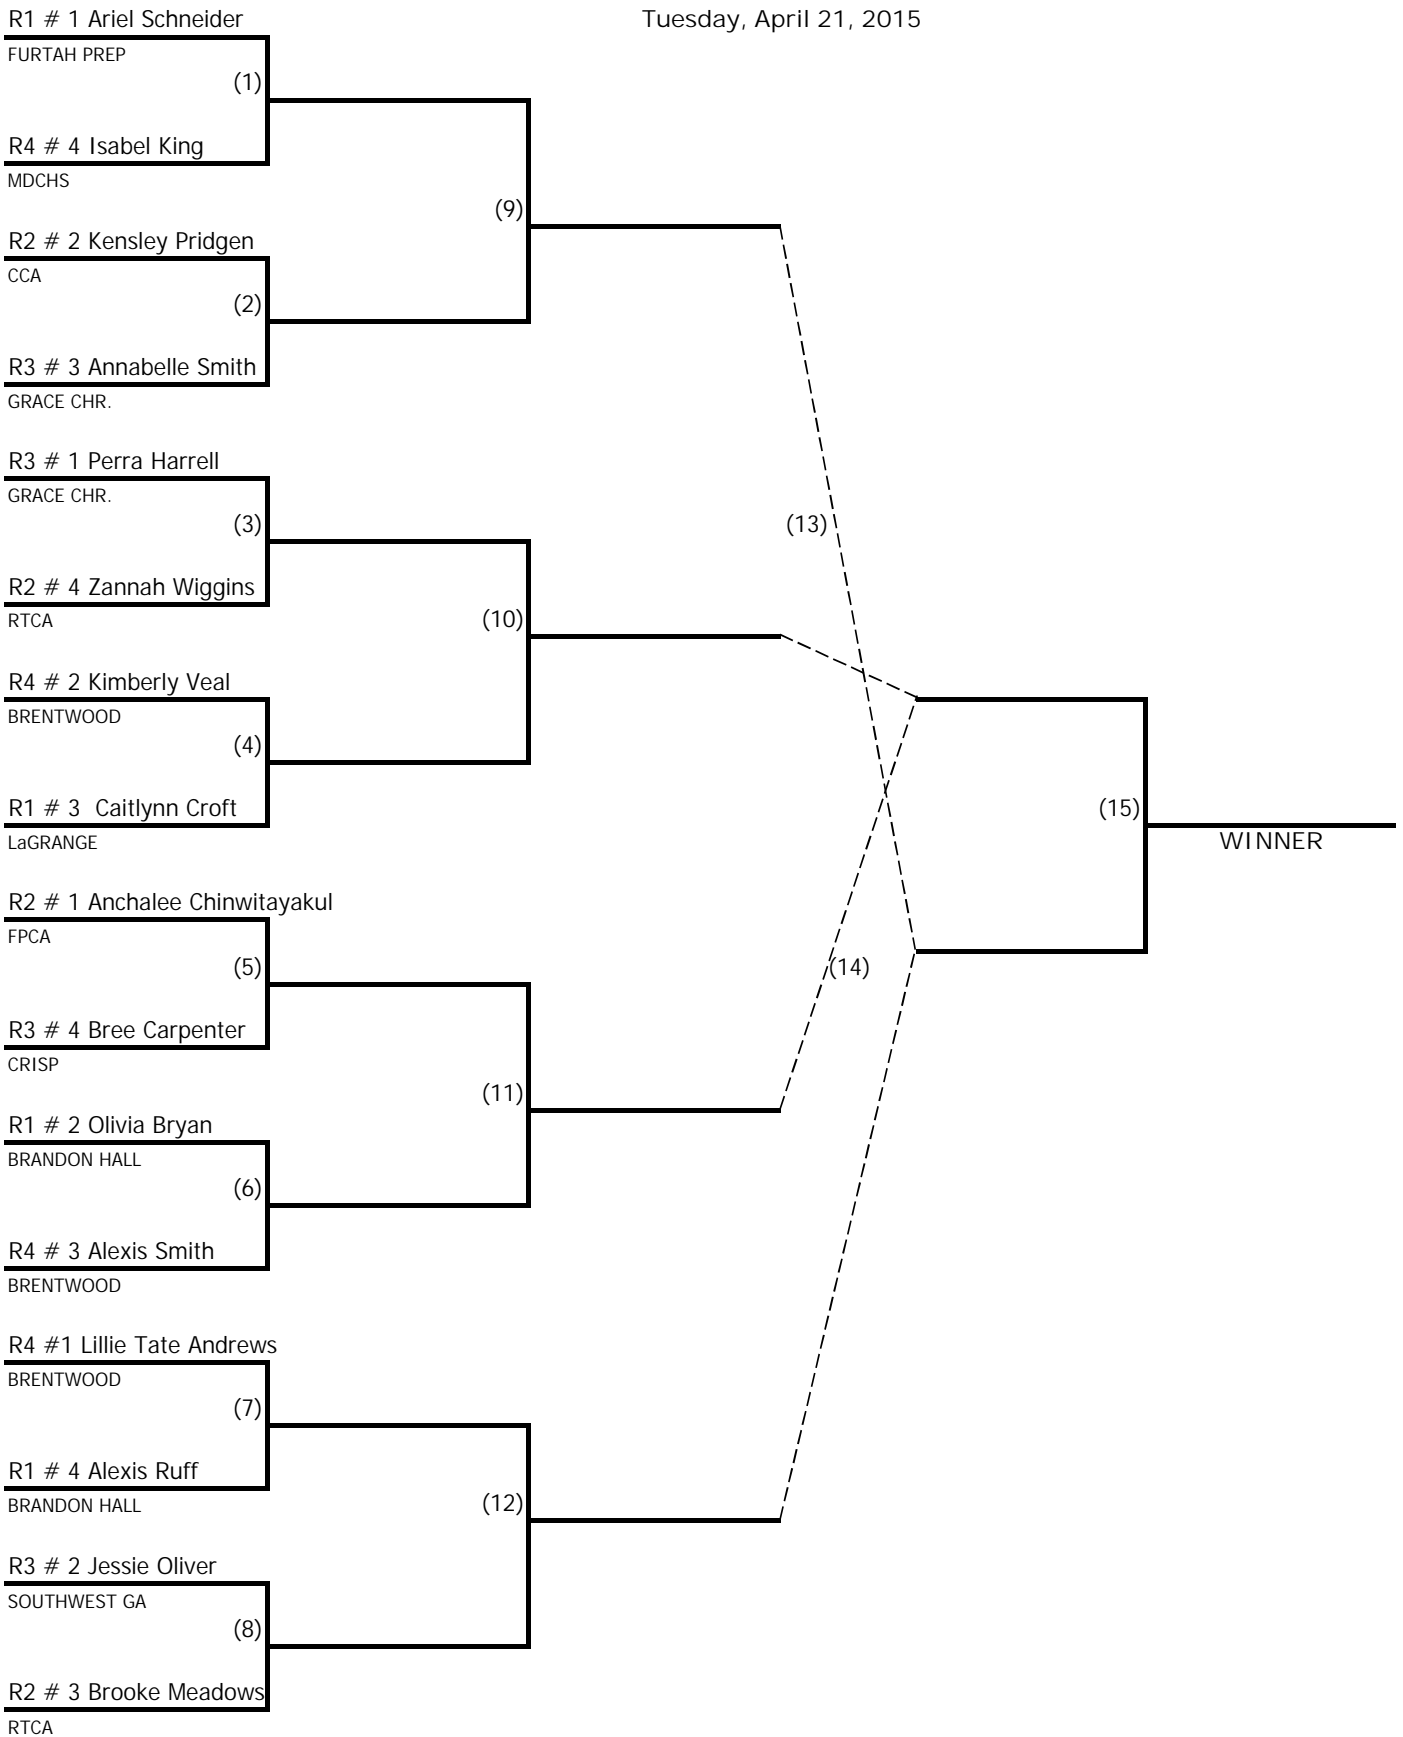 R1 # 1 Ariel Schneider
Tuesday, April 21, 2015
FURTAH PREP
(1)
R4 # 4 Isabel King
MDCHS
(9)
R2 # 2 Kensley Pridgen
CCA
(2)
R3 # 3 Annabelle Smith
GRACE CHR.
R3 # 1 Perra Harrell
GRACE CHR.
(3)
(13)
R2 # 4 Zannah Wiggins
RTCA
(10)
R4 # 2 Kimberly Veal
BRENTWOOD
(4)
R1 # 3  Caitlynn Croft
LaGRANGE
(15)
WINNER
R2 # 1 Anchalee Chinwitayakul
FPCA
(5)
(14)
R3 # 4 Bree Carpenter
CRISP
(11)
R1 # 2 Olivia Bryan
BRANDON HALL
(6)
R4 # 3 Alexis Smith
BRENTWOOD
R4 #1 Lillie Tate Andrews
BRENTWOOD
(7)
R1 # 4 Alexis Ruff
BRANDON HALL
(12)
R3 # 2 Jessie Oliver
SOUTHWEST GA
(8)
R2 # 3 Brooke Meadows
RTCA